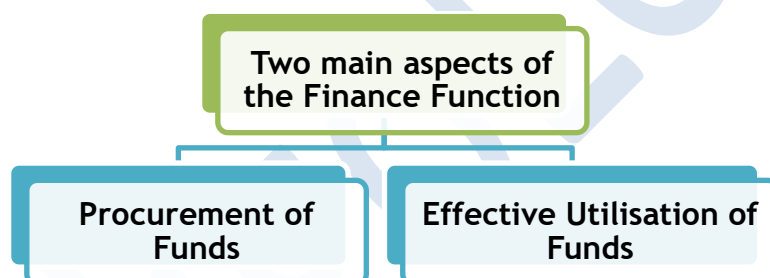 Two main aspects of
the Finance Function
Procurement of
Funds
Effective Utilisation of
Funds